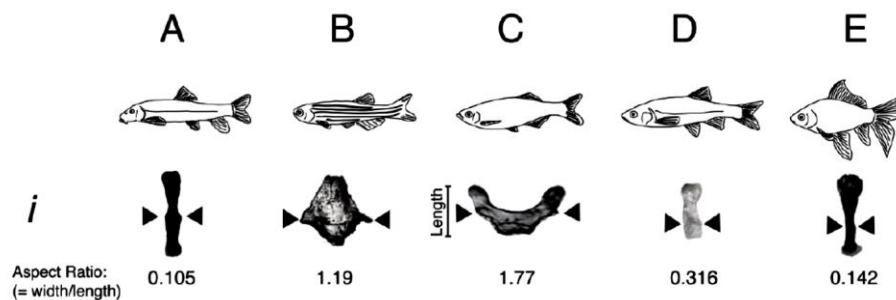 A B C D E
i
Length
Aspect Ratio: 
(= width/length)
0.105 1.19 1.77 0.316 0.142